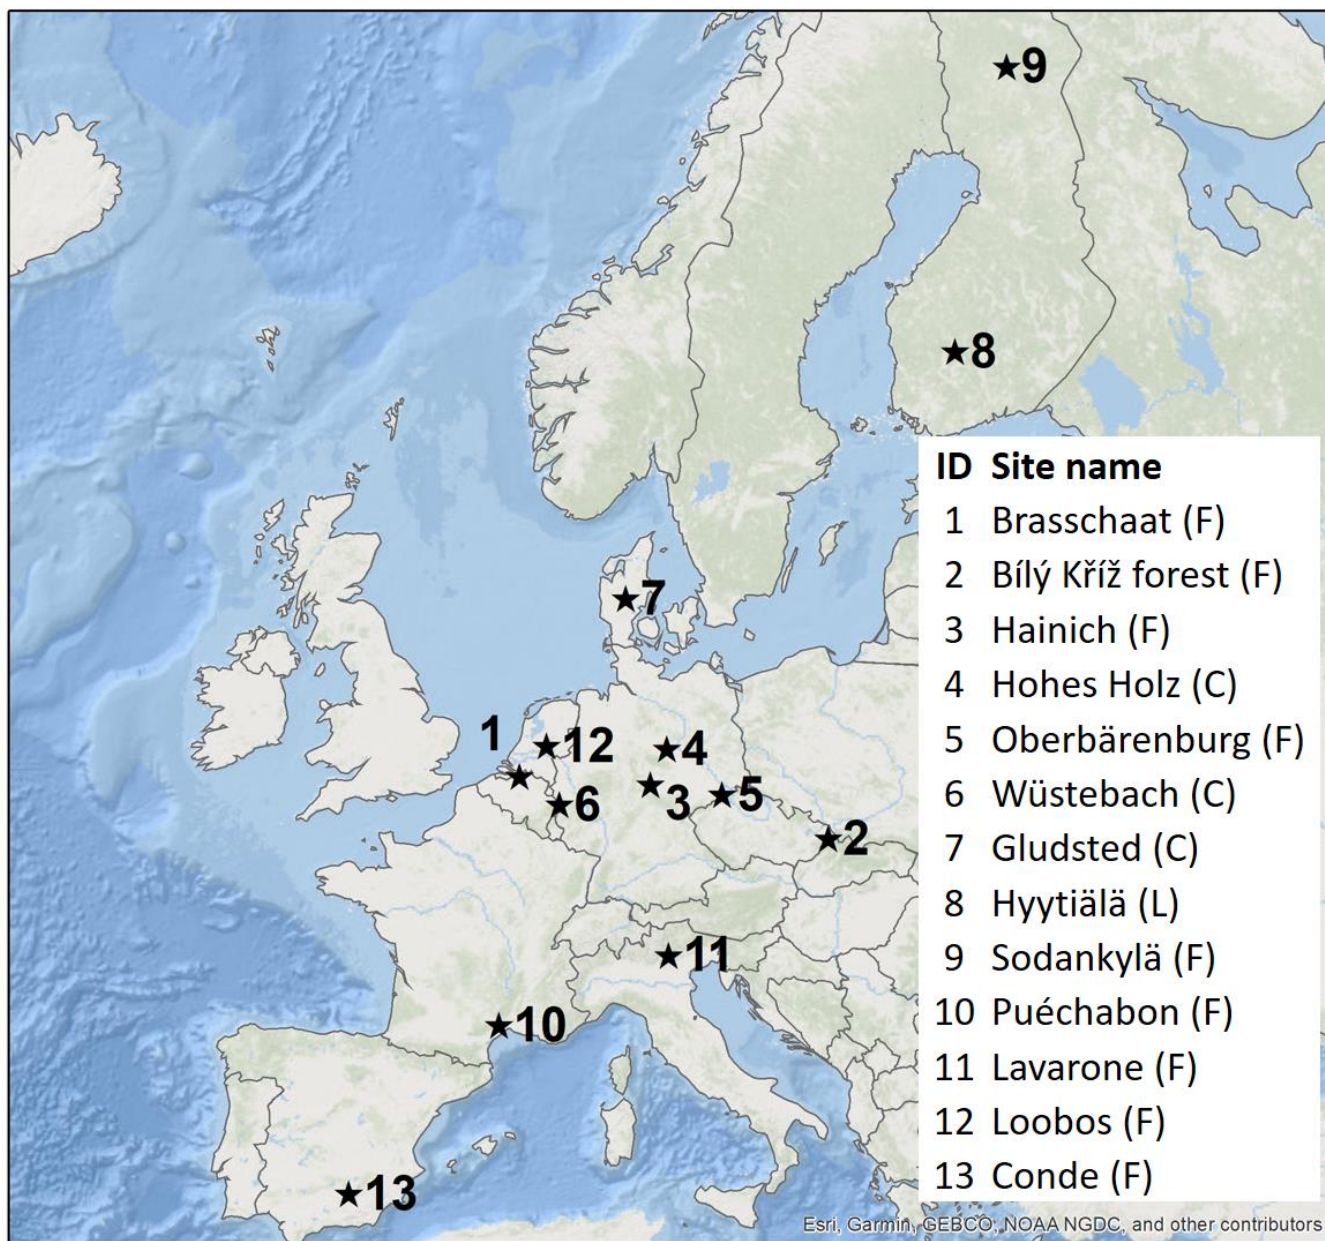 9
8
7
1
12
4
3
5
6
2
11
10
13
ID Site name
1 Brasschaat (F)
2 Bílý Kříž forest (F)
3 Hainich (F)
4 Hohes Holz (C)
5 Oberbärenburg (F)
6 Wüstebach (C)
7 Gludsted (C)
8 Hyytiälä (L)
9 Sodankylä (F)
10 Puéchabon (F)
11 Lavarone (F)
12 Loobos (F)
13 Conde (F)
Esri, Garmin, GEBCO, NOAA NGDC, and other contributors